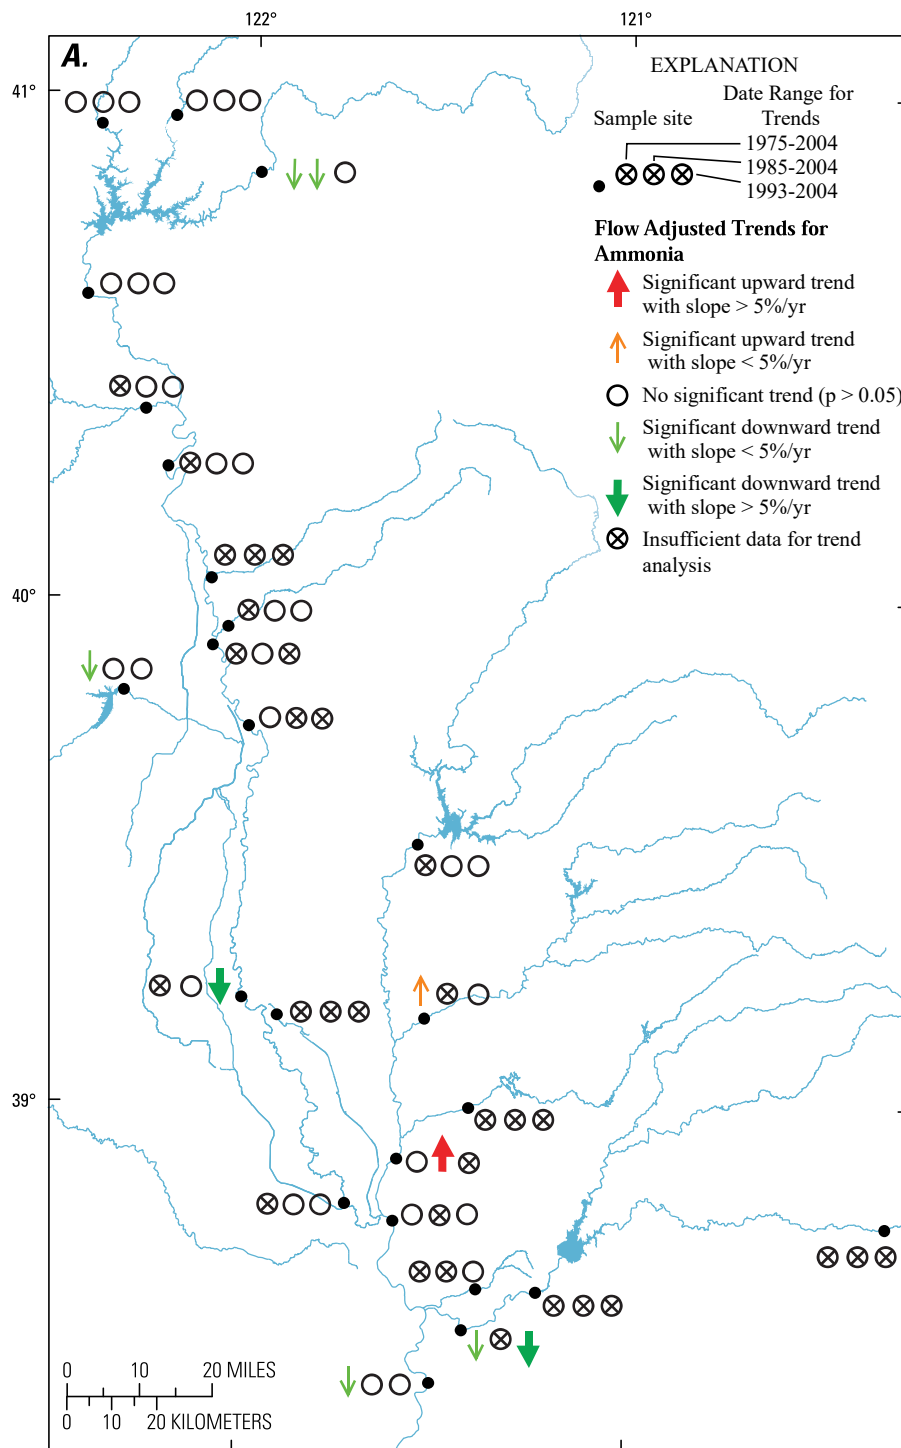 122°
121°
A.
41°
EXPLANATION
Date Range for
Trends
Sample site
1975-2004
1985-2004
1993-2004
Flow Adjusted Trends for
Ammonia
Significant upward trend
with slope > 5%/yr
Significant upward trend
with slope < 5%/yr
No significant trend (p > 0.05)
Significant downward trend
with slope < 5%/yr
Significant downward trend
with slope > 5%/yr
Insufficient data for trend
analysis
40°
39°
0 10 20 MILES
0 10 20 KILOMETERS